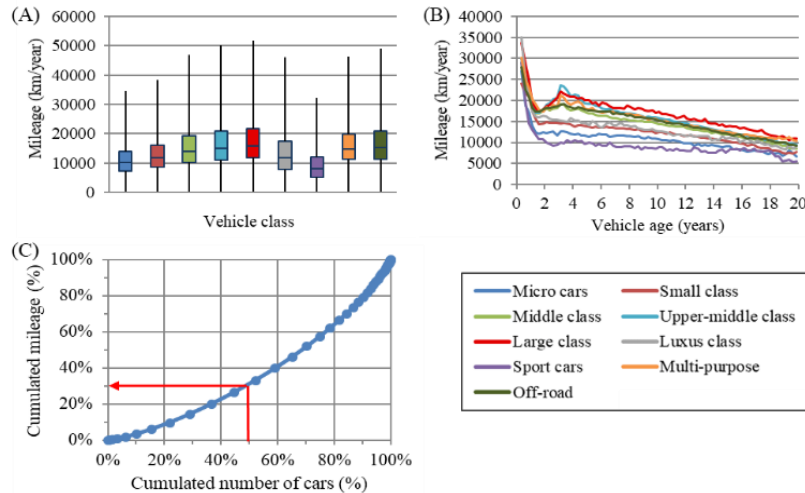 (A)
60000
50000
40000
30000
20000
10000
0
Mileage (km/year)
Vehicle class
(B)
40000
35000
30000
25000
20000
15000
10000
5000
0
Mileage (km/year)
0 2 4 6 8 10 12 14 16 18 20
Vehicle age (years)
(C)
100%
80%
60%
40%
20%
0%
Cumulated mileage (%)
0% 20% 40% 60% 80% 100%
Cumulated number of cars (%)
Micro cars Small class
Middle class Upper-middle class
Large class Luxus class
Sport cars Multi-purpose
Off-road